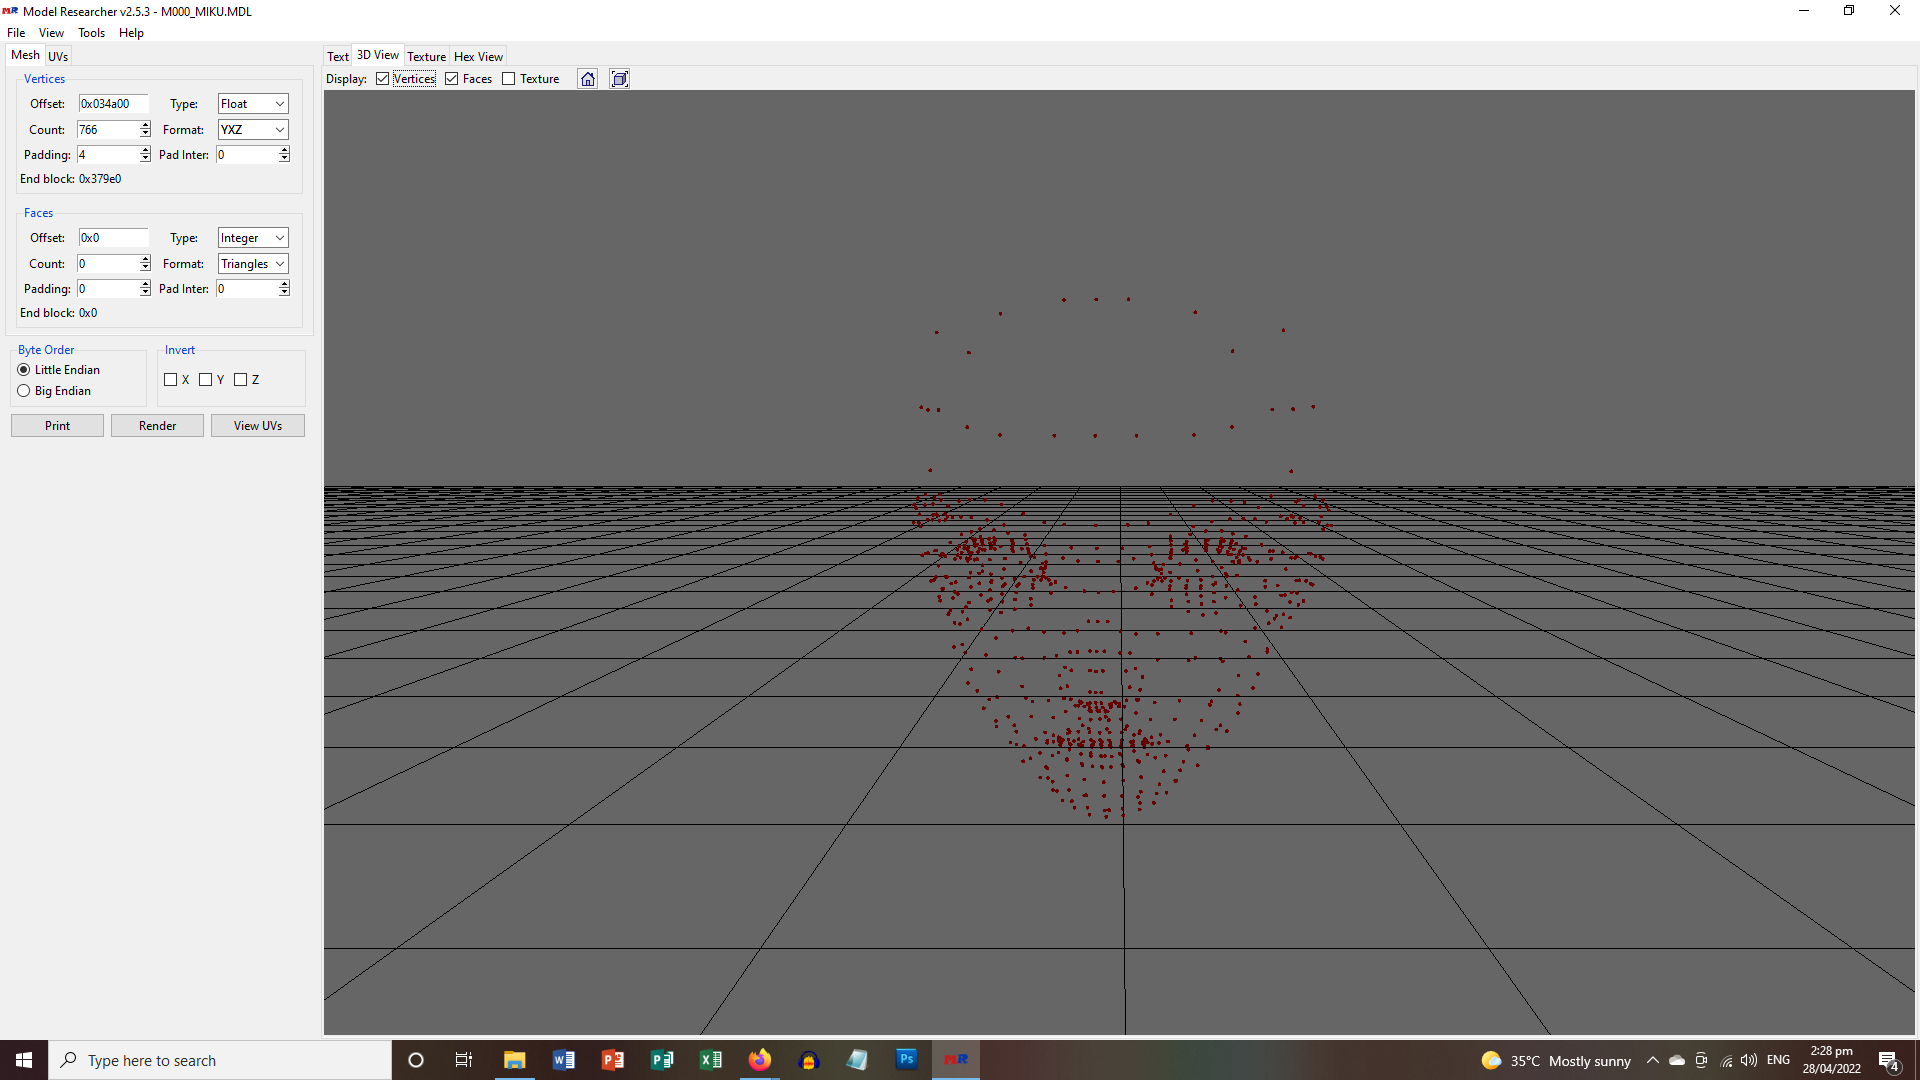 MR Model Researcher v2.5.3 - M000_MIKU.MDL
File View Tools Help
Mesh UVs
Vertices
Offset: 0x034a00 Type: Float
Count: 766 Format: YXZ
Padding: 4 Pad Inter: 0
End block: 0x379e0
Faces
Offset: 0x0 Type: Integer
Count: 0 Format: Triangles
Padding: 0 Pad Inter: 0
End block: 0x0
Byte Order
Little Endian
Big Endian
Invert
X Y Z
Print Render View UVs
Text 3D View Texture Hex View
Display: Vertices Faces Texture
Type here to search
Ps
MR
35°C Mostly sunny
ENG
2:28 pm
28/04/2022
4